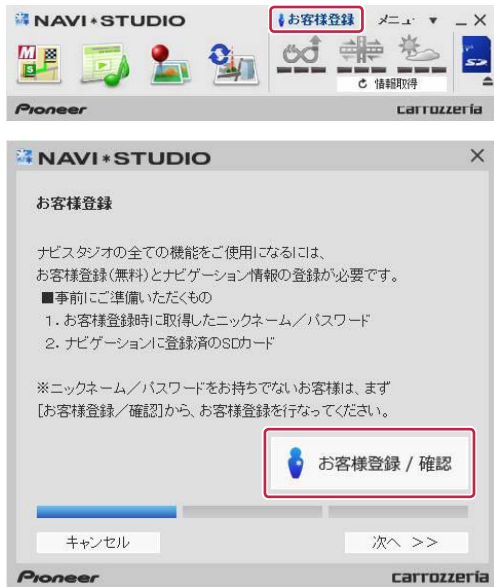 NAVI*STUDIO
お客様登録
メニュー ▼
M
S
情報取得
SD
Pioneer
carrozzeria
NAVI*STUDIO
お客様登録
ナビスタジオの全ての機能をご使用になるには、
お客様登録(無料)とナビゲーション情報の登録が必要です。
■事前にご準備いただくもの
1. お客様登録時に取得したニックネーム／パスワード
2. ナビゲーションに登録済のSDカード
※ニックネーム／パスワードをお持ちでないお客様は、まず
[お客様登録／確認]から、お客様登録を行なってください。
お客様登録 / 確認
キャンセル
次へ >>
Pioneer
carrozzeria